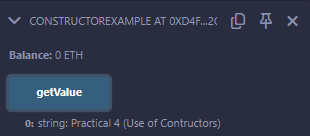 CONSTRUCTOREXAMPLE AT 0XD4F...2C
Balance: 0 ETH
getValue
0: string: Practical 4 (Use of Contructors)